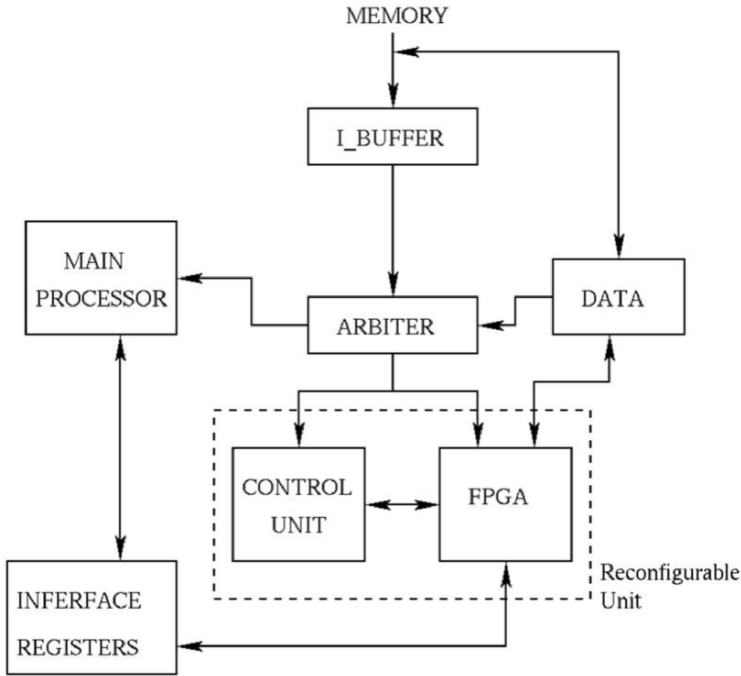 MEMORY
I_BUFFER
MAIN
PROCESSOR
ARBITER
DATA
CONTROL
UNIT
FPGA
Reconfigurable
Unit
INFERFACE
REGISTERS